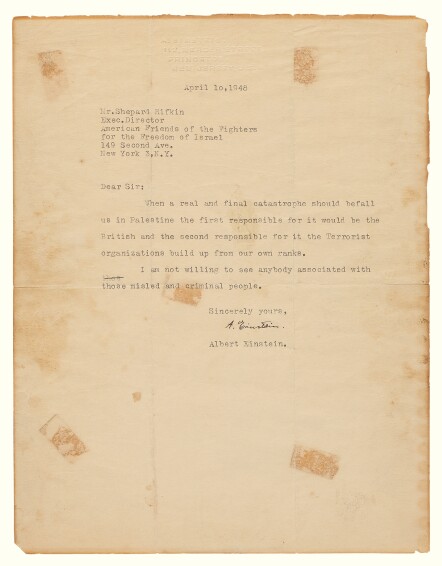 April 10,1948
Mr.Shepard Rifkin
Exec.Director
American Friends of the Fighters
for the Freedom of Israel
149 Second Ave.
New York 3,N.Y.
Dear Sir:
When a real and final catastrophe should befall
us in Palestine the first responsible for it would be the
British and the second responsible for it the Terrorist
organizations build up from our own ranks.
I am not willing to see anybody associated with
those misled and criminal people.
Sincerely yours,
A. Einstein.
Albert Einstein.